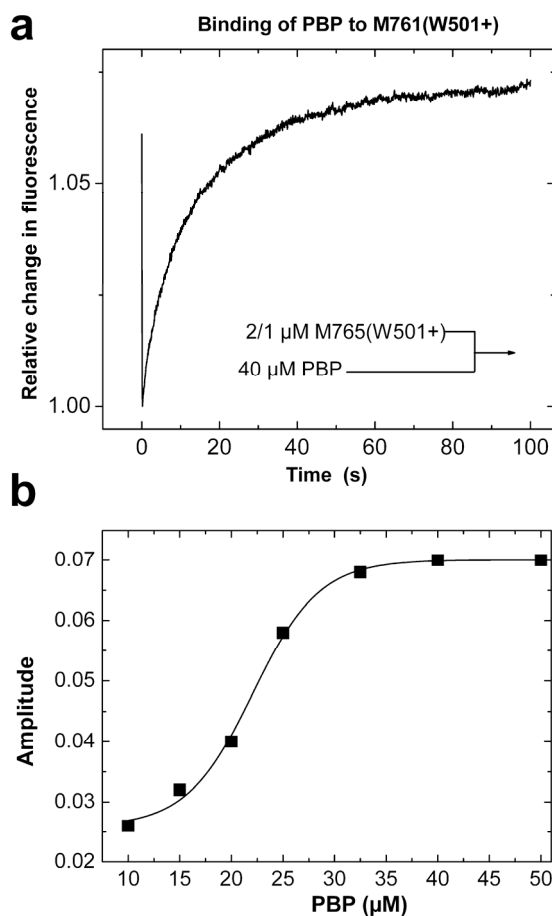 a
Binding of PBP to M761(W501+)
Relative change in fluorescence
1.05
1.00
2/1 µM M765(W501+)
40 µM PBP
0 20 40 60 80 100
Time (s)
b
Amplitude
0.07
0.06
0.05
0.04
0.03
0.02
10 15 20 25 30 35 40 45 50
PBP (µM)